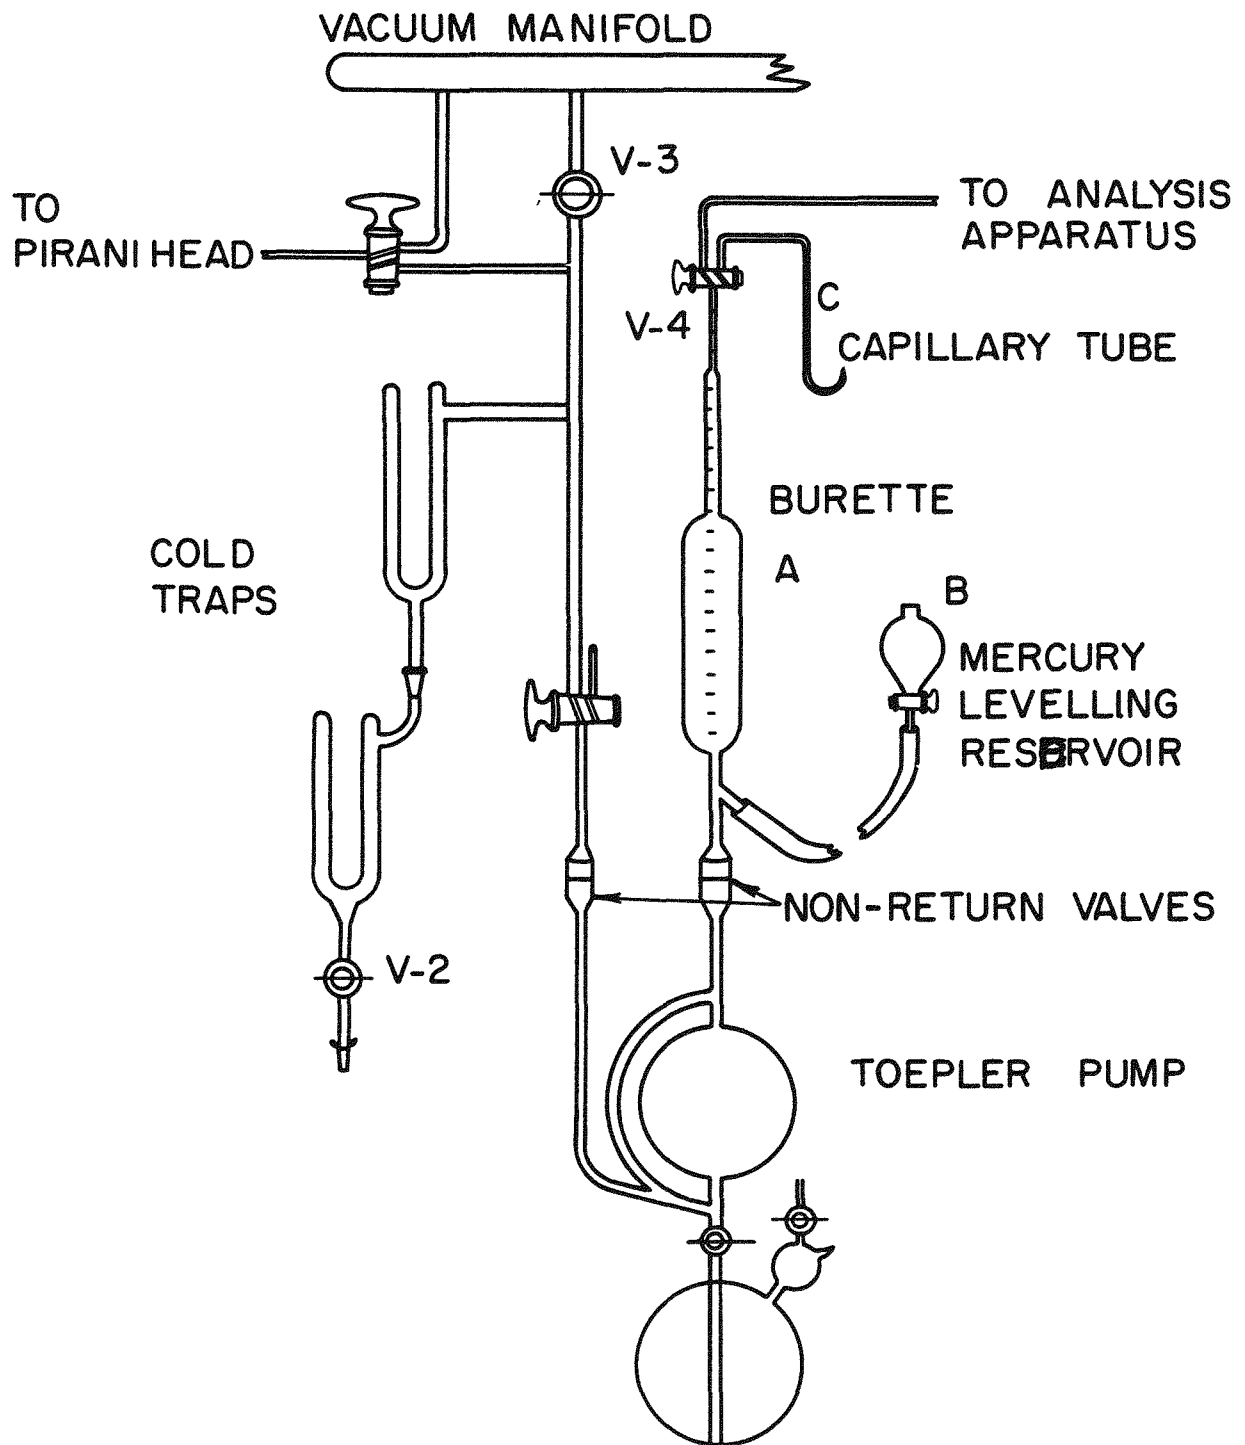 VACUUM MANIFOLD
V-3
TO
PIRANI HEAD
TO ANALYSIS
APPARATUS
V-4
C
CAPILLARY TUBE
BURETTE
A
COLD
TRAPS
B
MERCURY
LEVELLING
RESERVOIR
NON-RETURN VALVES
V-2
TOEPLER PUMP